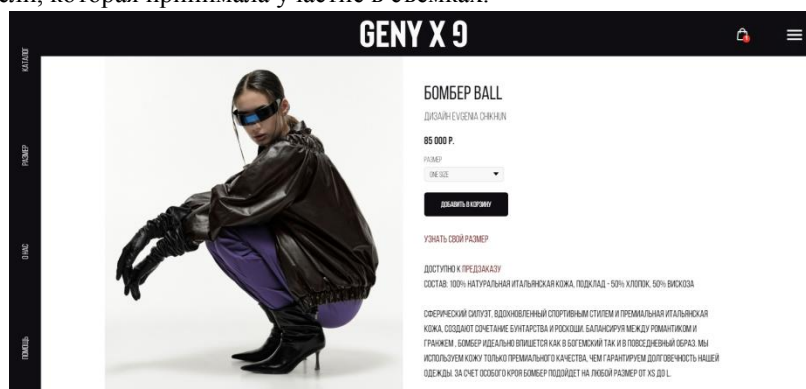 которая принимала участие в съемках.
GENY X 9
КАТАЛОГ
РАЗМЕР
О НАС
ПОМОЩЬ
БОМБЕР BALL
ДИЗАЙН EVGENIA CHIKHUN
85 000 Р.
РАЗМЕР
ONE SIZE
ДОБАВИТЬ В КОРЗИНУ
УЗНАТЬ СВОЙ РАЗМЕР
ДОСТУПНО К ПРЕДЗАКАЗУ
СОСТАВ: 100% НАТУРАЛЬНАЯ ИТАЛЬЯНСКАЯ КОЖА, ПОДКЛАД - 50% ХЛОПОК, 50% ВИСКОЗА
СФЕРИЧЕСКИЙ СИЛУЭТ, ВДОХНОВЛЕННЫЙ СПОРТИВНЫМ СТИЛЕМ И ПРЕМИАЛЬНАЯ ИТАЛЬЯНСКАЯ
КОЖА, СОЗДАЮТ СОЧЕТАНИЕ БУНТАРСТВА И РОСКОШИ. БАЛАНСИРУЯ МЕЖДУ РОМАНТИКОМ И
ГРАНЖЕМ , БОМБЕР ИДЕАЛЬНО ВПИШЕТСЯ КАК В БОГЕМСКИЙ ТАК И В ПОВСЕДНЕВНЫЙ ОБРАЗ. МЫ
ИСПОЛЬЗУЕМ КОЖУ ТОЛЬКО ПРЕМИАЛЬНОГО КАЧЕСТВА, ЧЕМ ГАРАНТИРУЕМ ДОЛГОВЕЧНОСТЬ НАШЕЙ
ОДЕЖДЫ. ЗА СЧЕТ ОСОБОГО КРОЯ БОМБЕР ПОДОЙДЕТ НА ЛЮБОЙ РАЗМЕР ОТ XS ДО L.